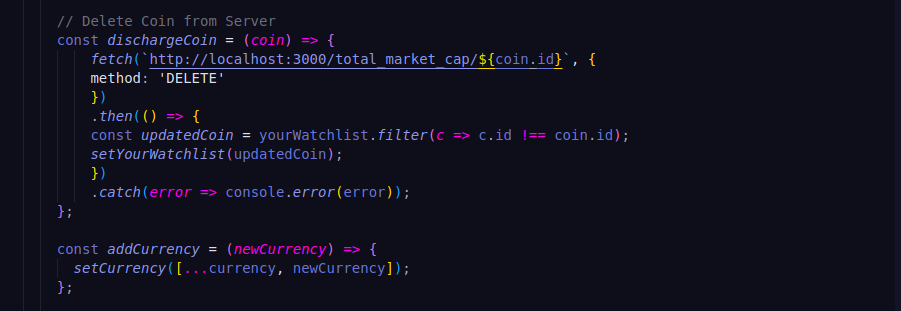 // Delete Coin from Server
const dischargeCoin = (coin) => {
fetch(`http://localhost:3000/total_market_cap/${coin.id}`, {
method: 'DELETE'
})
.then(() => {
const updatedCoin = yourWatchlist.filter(c => c.id !== coin.id);
setYourWatchlist(updatedCoin);
})
.catch(error => console.error(error));
};
const addCurrency = (newCurrency) => {
setCurrency([...currency, newCurrency]);
};